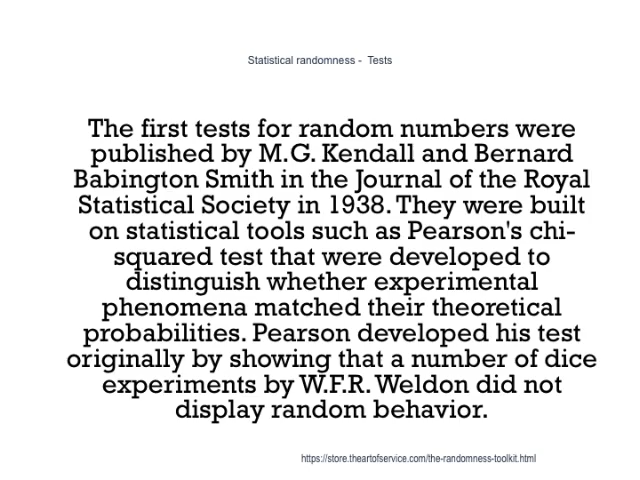 Statistical randomness -  Tests
The first tests for random numbers were
published by M.G. Kendall and Bernard
Babington Smith in the Journal of the Royal
Statistical Society in 1938. They were built
on statistical tools such as Pearson's chi-
squared test that were developed to
distinguish whether experimental
phenomena matched their theoretical
probabilities. Pearson developed his test
originally by showing that a number of dice
experiments by W.F.R. Weldon did not
display random behavior.
https://store.theartofservice.com/the-randomness-toolkit.html